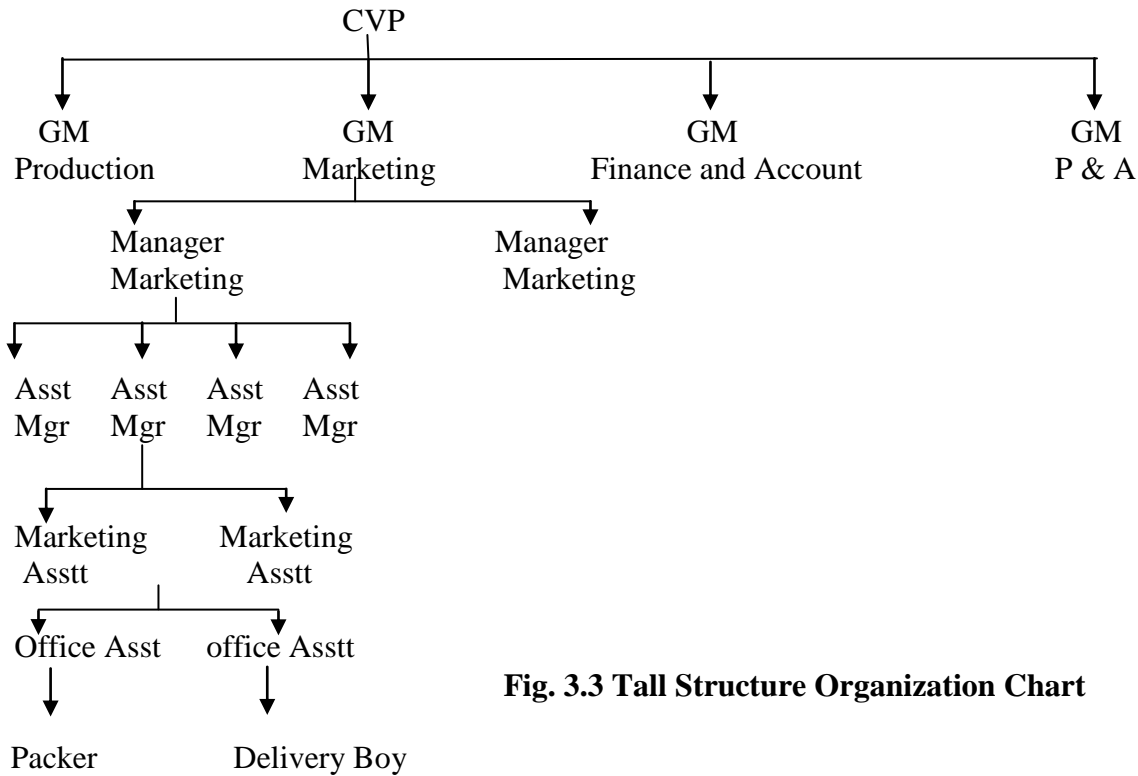 CVP
GM GM GM GM
Production Marketing Finance and Account P & A
Manager Manager
Marketing Marketing
Asst Asst Asst Asst
Mgr Mgr Mgr Mgr
Marketing Marketing
Asstt Asstt
Office Asst office Asstt
Fig. 3.3 Tall Structure Organization Chart
Packer Delivery Boy